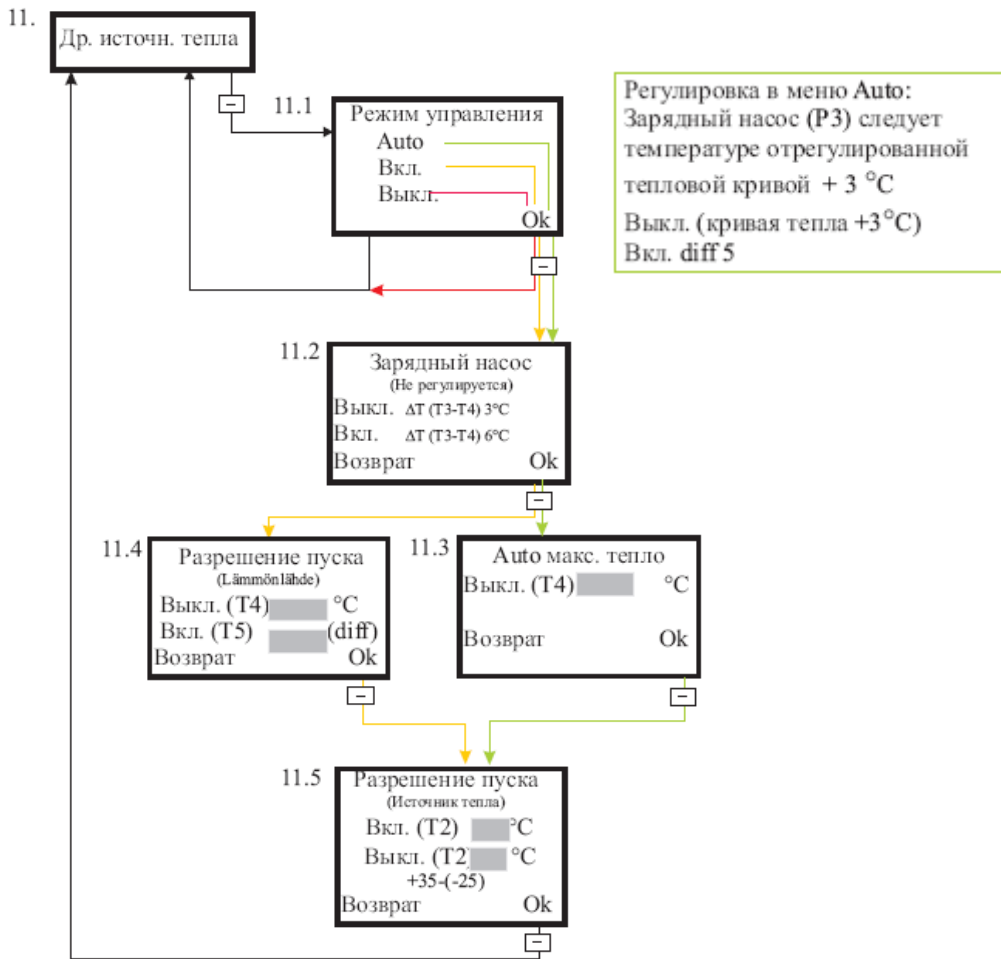 11.
Др. источн. тепла
11.1
Режим управления
Auto
Вкл.
Выкл.
Ok
Регулировка в меню Auto:
Зарядный насос (P3) следует
температуре отрегулированной
тепловой кривой + 3 °C
Выкл. (кривая тепла +3°C)
Вкл. diff 5
11.2
Зарядный насос
(Не регулируется)
Выкл. ΔT (T3-T4) 3°C
Вкл. ΔT (T3-T4) 6°C
Возврат Ok
11.4
Разрешение пуска
(Lämmönlähde)
Выкл. (T4) °C
Вкл. (T5) (diff)
Возврат Ok
11.3
Auto макс. тепло
Выкл. (T4) °C
Возврат Ok
11.5
Разрешение пуска
(Источник тепла)
Вкл. (T2) °C
Выкл. (T2) °C
+35-(-25)
Возврат Ok